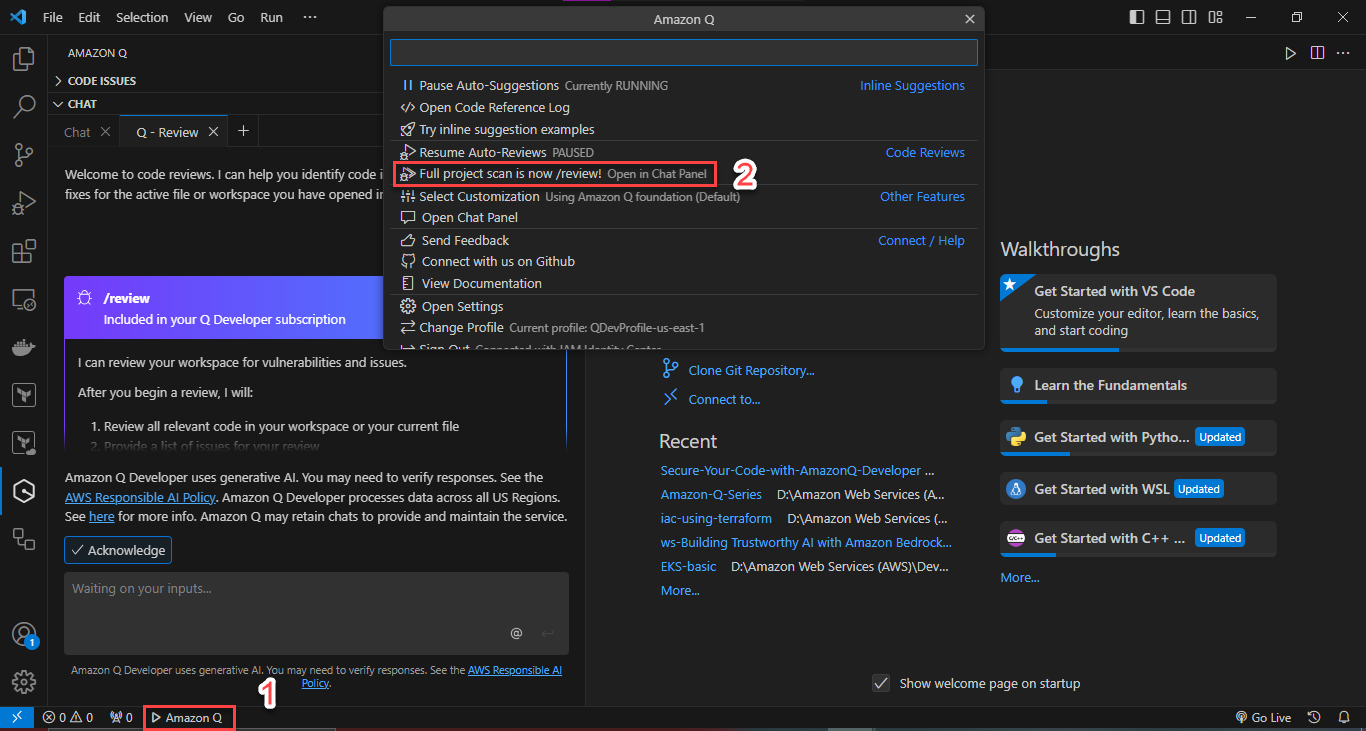 File Edit Selection View Go Run ···
Amazon Q
AMAZON Q
CODE ISSUES
CHAT
Chat
Q - Review
Welcome to code reviews. I can help you identify code i
fixes for the active file or workspace you have opened in
/review
Included in your Q Developer subscription
I can review your workspace for vulnerabilities and issues.
After you begin a review, I will:
1. Review all relevant code in your workspace or your current file
2. Provide a list of issues for your review
Amazon Q Developer uses generative AI. You may need to verify responses. See the
AWS Responsible AI Policy. Amazon Q Developer processes data across all US Regions.
See here for more info. Amazon Q may retain chats to provide and maintain the service.
Acknowledge
Waiting on your inputs...
@
Amazon Q Developer uses generative AI. You may need to verify responses. See the AWS Responsible AI
Policy.
1
Pause Auto-Suggestions Currently RUNNING Inline Suggestions
Open Code Reference Log
Try inline suggestion examples
Resume Auto-Reviews PAUSED Code Reviews
Full project scan is now /review! Open in Chat Panel
2
Select Customization Using Amazon Q foundation (Default) Other Features
Open Chat Panel
Send Feedback Connect / Help
Connect with us on Github
View Documentation
Open Settings
Change Profile Current profile: QDevProfile-us-east-1
Sign Out Connected with IAM Identity Center
Clone Git Repository...
Connect to...
Recent
Secure-Your-Code-with-AmazonQ-Developer ...
Amazon-Q-Series D:\Amazon Web Services (A...
iac-using-terraform D:\Amazon Web Services (...
ws-Building Trustworthy AI with Amazon Bedrock...
EKS-basic D:\Amazon Web Services (AWS)\Dev...
More...
Walkthroughs
Get Started with VS Code
Customize your editor, learn the basics,
and start coding
Learn the Fundamentals
Get Started with Pytho... Updated
Get Started with WSL Updated
Get Started with C++ ... Updated
More...
Show welcome page on startup
1
0 0 0 Amazon Q Go Live